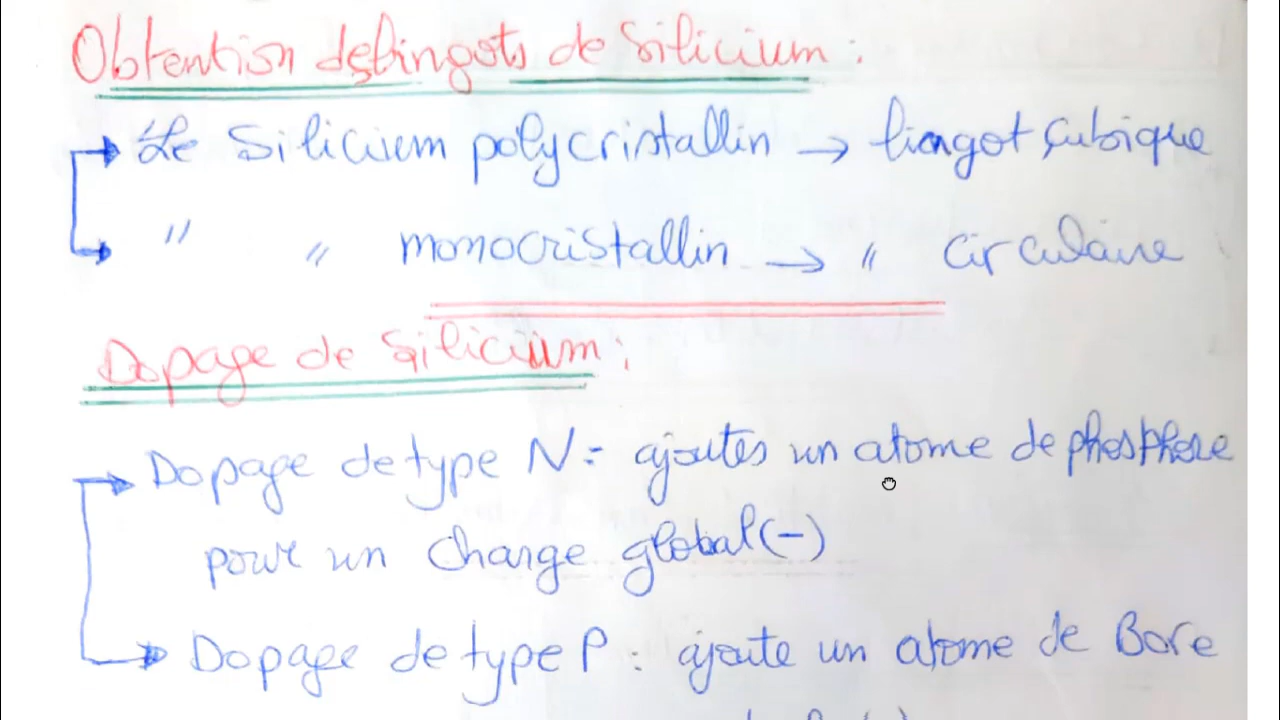 Obtention des lingots de silicium :
Le Silicium polycristallin → lingot cubique
" " monocristallin → " circulaire
Dopage de silicium :
Dopage de type N = ajoutes un atome de phosphore
pour un charge global (-)
Dopage de type P : ajoute un atome de Bore